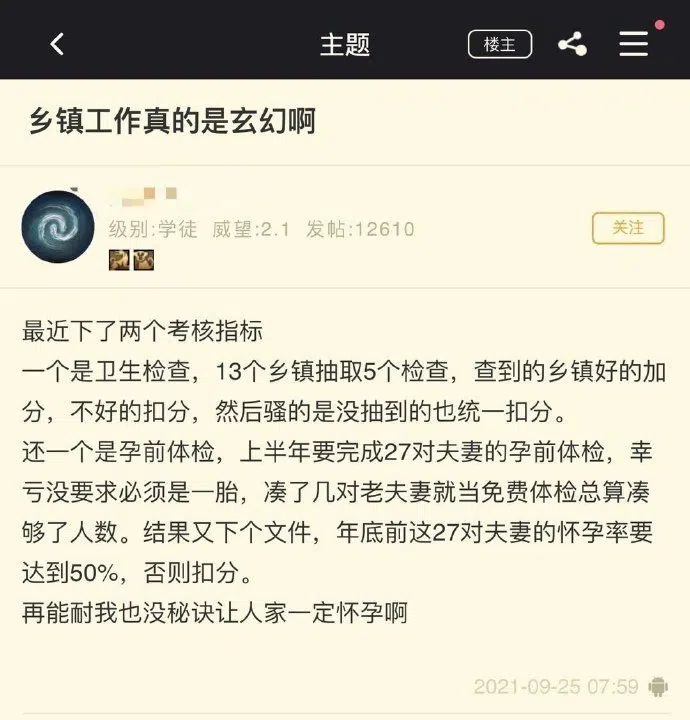 主题
楼主
乡镇工作真的是玄幻啊
级别:学徒 威望:2.1 发帖:12610
关注
最近下了两个考核指标
一个是卫生检查，13个乡镇抽取5个检查，查到的乡镇好的加
分，不好的扣分，然后骚的是没抽到的也统一扣分。
还一个是孕前体检，上半年要完成27对夫妻的孕前体检，幸
亏没要求必须是一胎，凑了几对老夫妻就当免费体检总算凑
够了人数。结果又下个文件，年底前这27对夫妻的怀孕率要
达到50%，否则扣分。
再能耐我也没秘诀让人家一定怀孕啊
2021-09-25 07:59